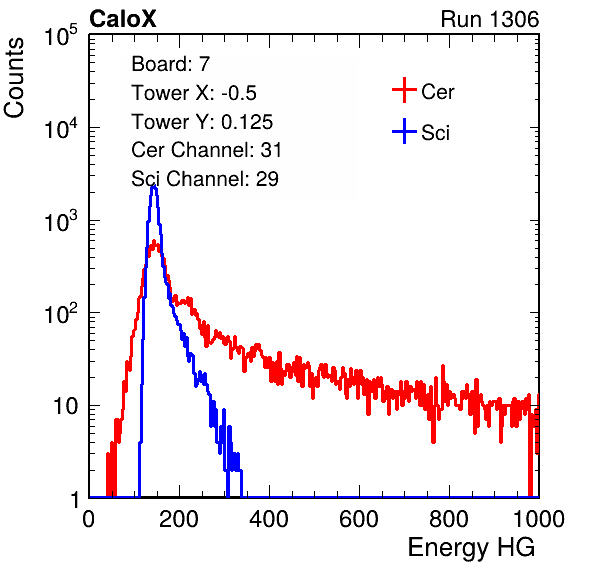 CaloX Run 1306
Counts
Board: 7
Tower X: -0.5
Tower Y: 0.125
Cer Channel: 31
Sci Channel: 29
Cer
Sci
10^5
10^4
10^3
10^2
10
1
0 200 400 600 800 1000
Energy HG